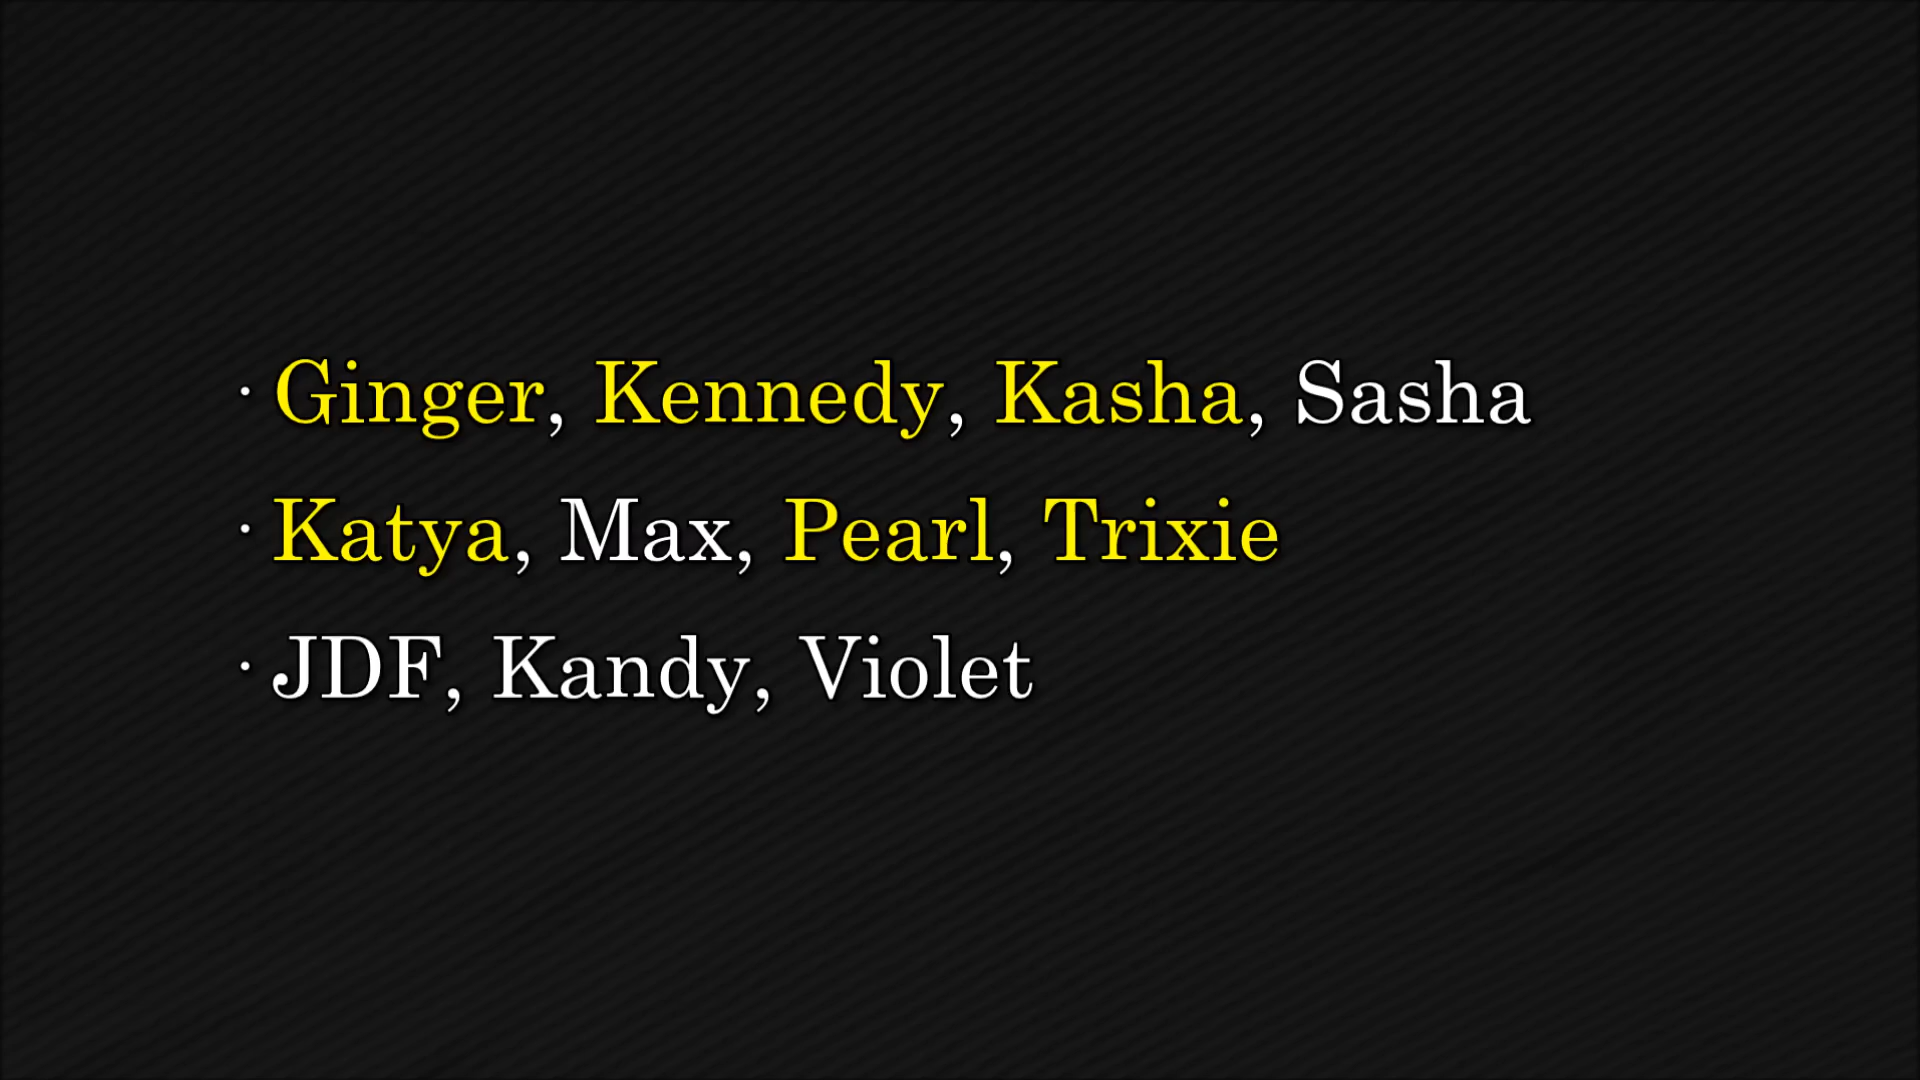 · Ginger, Kennedy, Kasha, Sasha
· Katya, Max, Pearl, Trixie
· JDF, Kandy, Violet